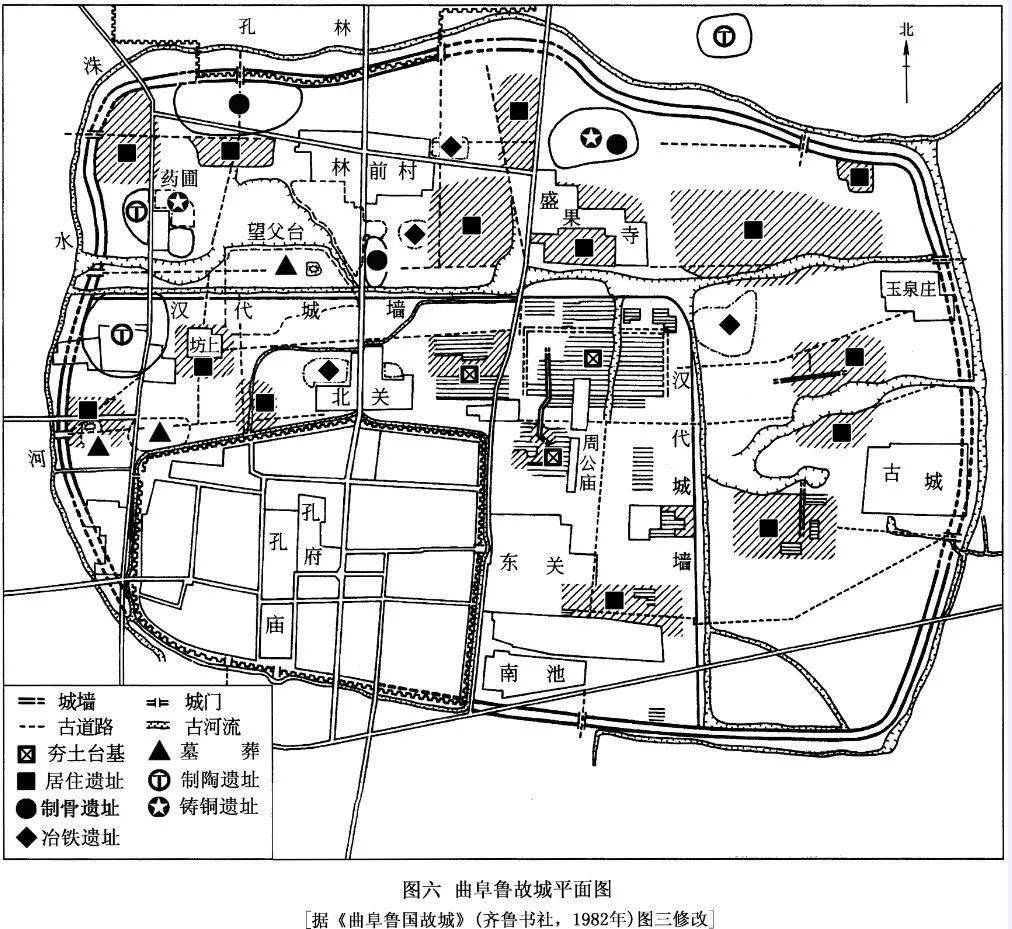 孔 林
北
洙
林 前 村
药圃
盛
果
寺
水
望父台
玉泉庄
汉 代 城 墙
坊上
汉
北 关
代
周
公
庙
古 城
河
城
孔
府
孔
东 关
墙
庙
南 池
城墙
城门
古道路
古河流
夯土台基
墓 葬
居住遗址
制陶遗址
制骨遗址
铸铜遗址
冶铁遗址
图六 曲阜鲁故城平面图
[据《曲阜鲁国故城》(齐鲁书社，1982年)图三修改]